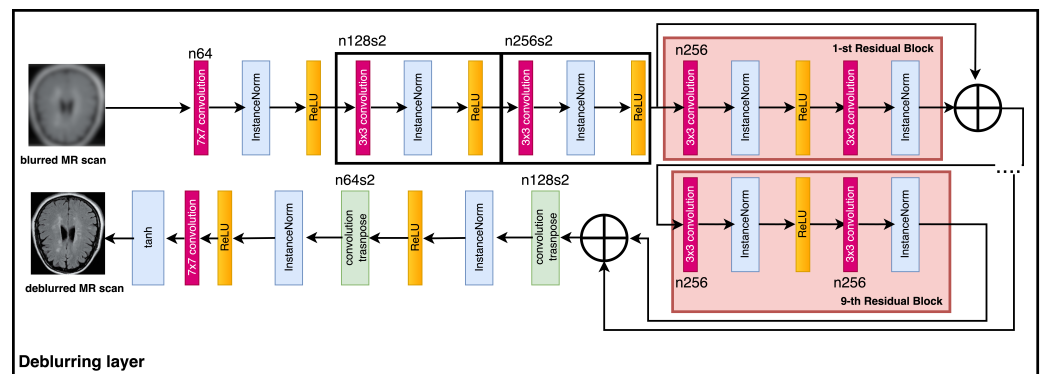 n64
n128s2
n256s2
n256
1-st Residual Block
7x7 convolution
InstanceNorm
ReLU
3x3 convolution
InstanceNorm
ReLU
3x3 convolution
InstanceNorm
ReLU
3x3 convolution
InstanceNorm
ReLU
3x3 convolution
InstanceNorm
blurred MR scan
....
n64s2
n128s2
tanh
7x7 convolution
ReLU
InstanceNorm
convolution
trasnpose
ReLU
InstanceNorm
convolution
trasnpose
3x3 convolution
InstanceNorm
ReLU
3x3 convolution
InstanceNorm
n256
n256
deblurred MR scan
9-th Residual Block
Deblurring layer